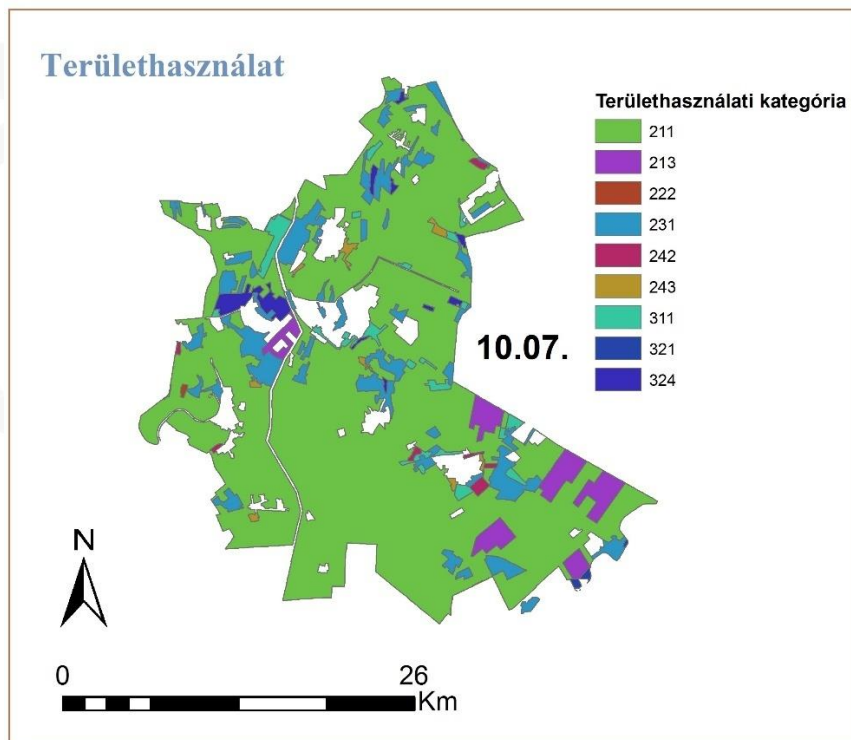 Területhasználat
Területhasználati kategória
211
213
222
231
242
243
311
321
324
10.07.
N
0 26
Km